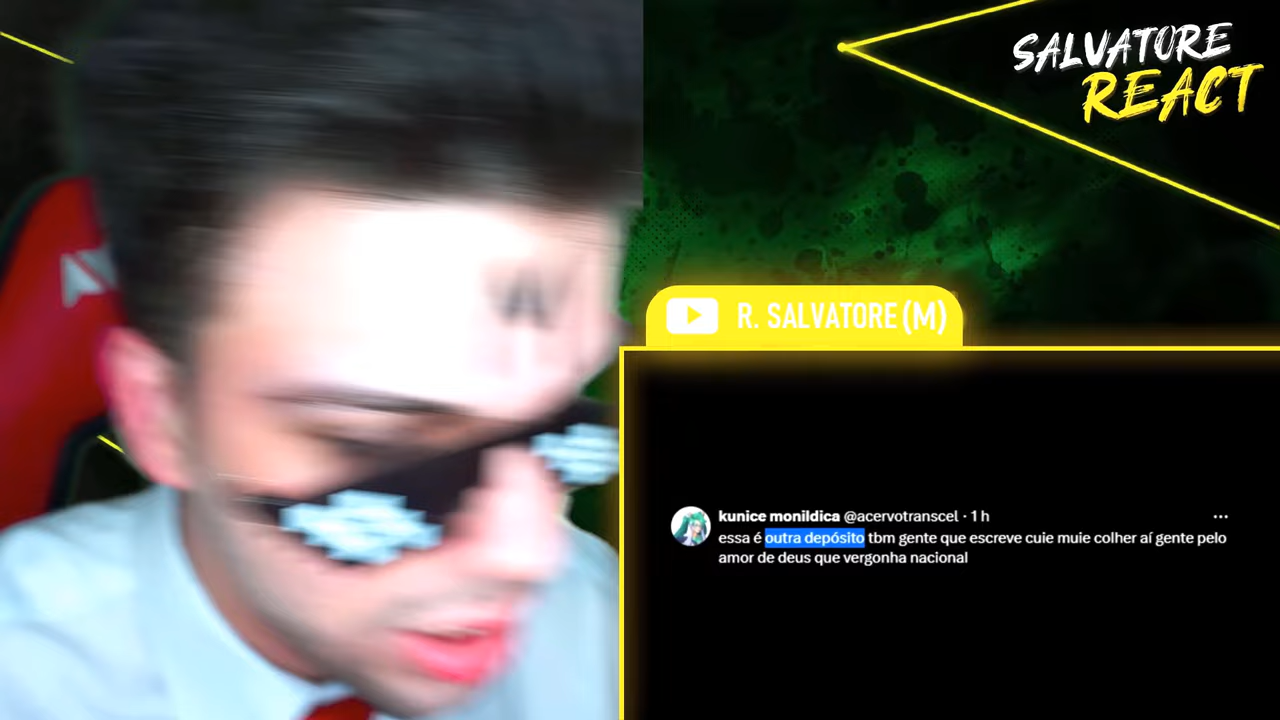 SALVATORE
REACT
R. SALVATORE (M)
kunice monildica @acervotranscel · 1 h
essa é outra depósito tbm gente que escreve cuie muie colher aí gente pelo
amor de deus que vergonha nacional